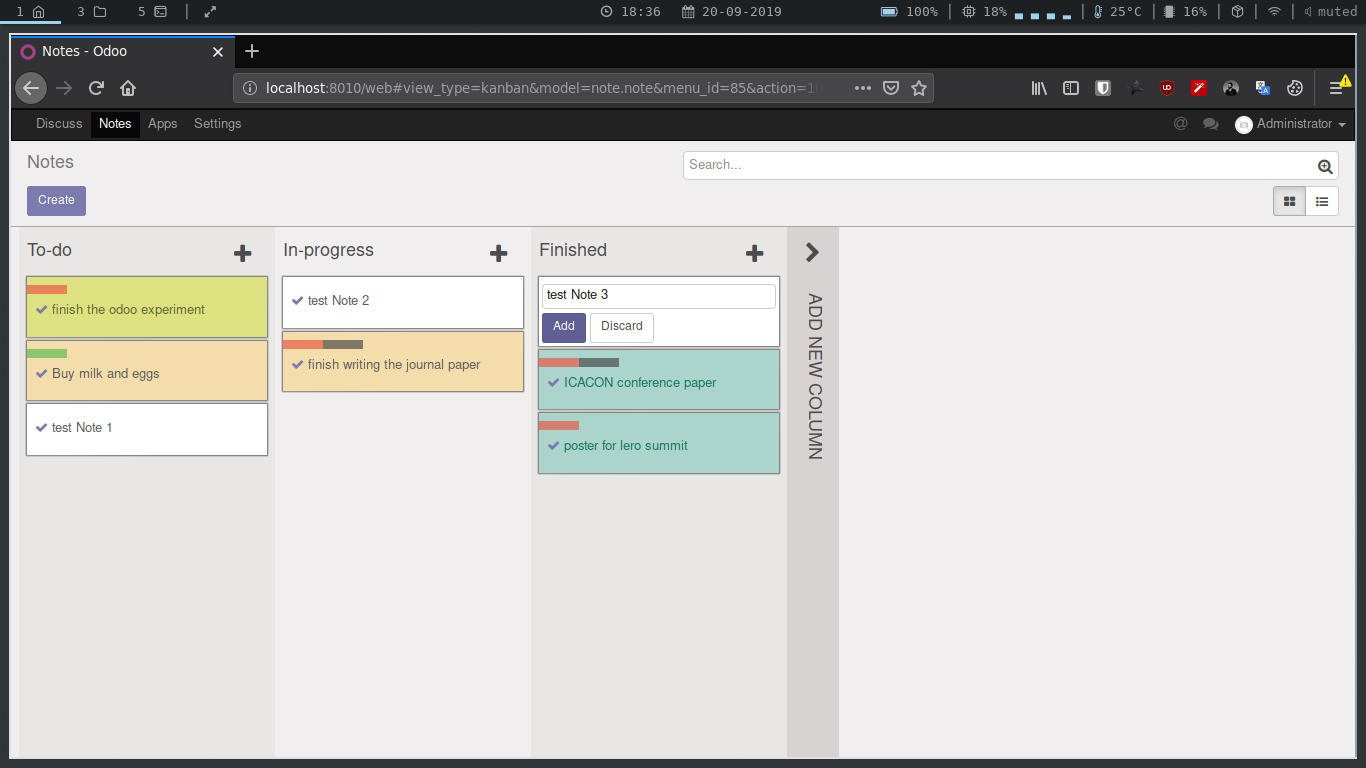 1 3 5 18:36 20-09-2019 100% 18% 25°C 16% muted
Notes - Odoo
localhost:8010/web#view_type=kanban&model=note.note&menu_id=85&action=1
Discuss Notes Apps Settings @ Administrator
Notes Search...
Create
To-do In-progress Finished
finish the odoo experiment
Buy milk and eggs
test Note 1
test Note 2
finish writing the journal paper
test Note 3
Add Discard
ICACON conference paper
poster for lero summit
ADD NEW COLUMN